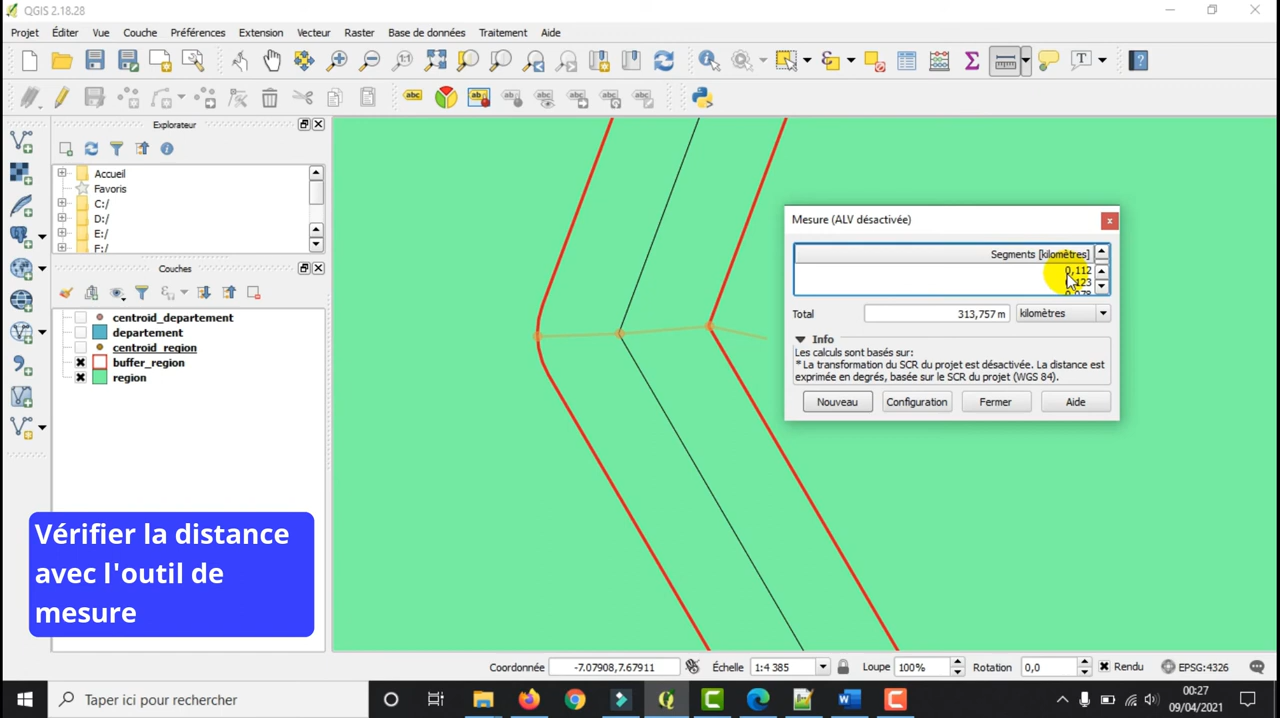 QGIS 2.18.28
Projet Éditer Vue Couche Préférences Extension Vecteur Raster Base de données Traitement Aide
Explorateur
Accueil
Favoris
C:/
D:/
E:/
F:/
Couches
centroid_departement
departement
centroid_region
buffer_region
region
Vérifier la distance
avec l'outil de
mesure
Mesure (ALV désactivée)
Segments [kilomètres]
0,112
0,123
0,078
Total 313,757 m kilomètres
Info
Les calculs sont basés sur:
* La transformation du SCR du projet est désactivée. La distance est
exprimée en degrés, basée sur le SCR du projet (WGS 84).
Nouveau Configuration Fermer Aide
Coordonnée -7.07908,7.67911 Échelle 1:4 385 Loupe 100% Rotation 0,0 Rendu EPSG:4326
Taper ici pour rechercher
00:27
09/04/2021